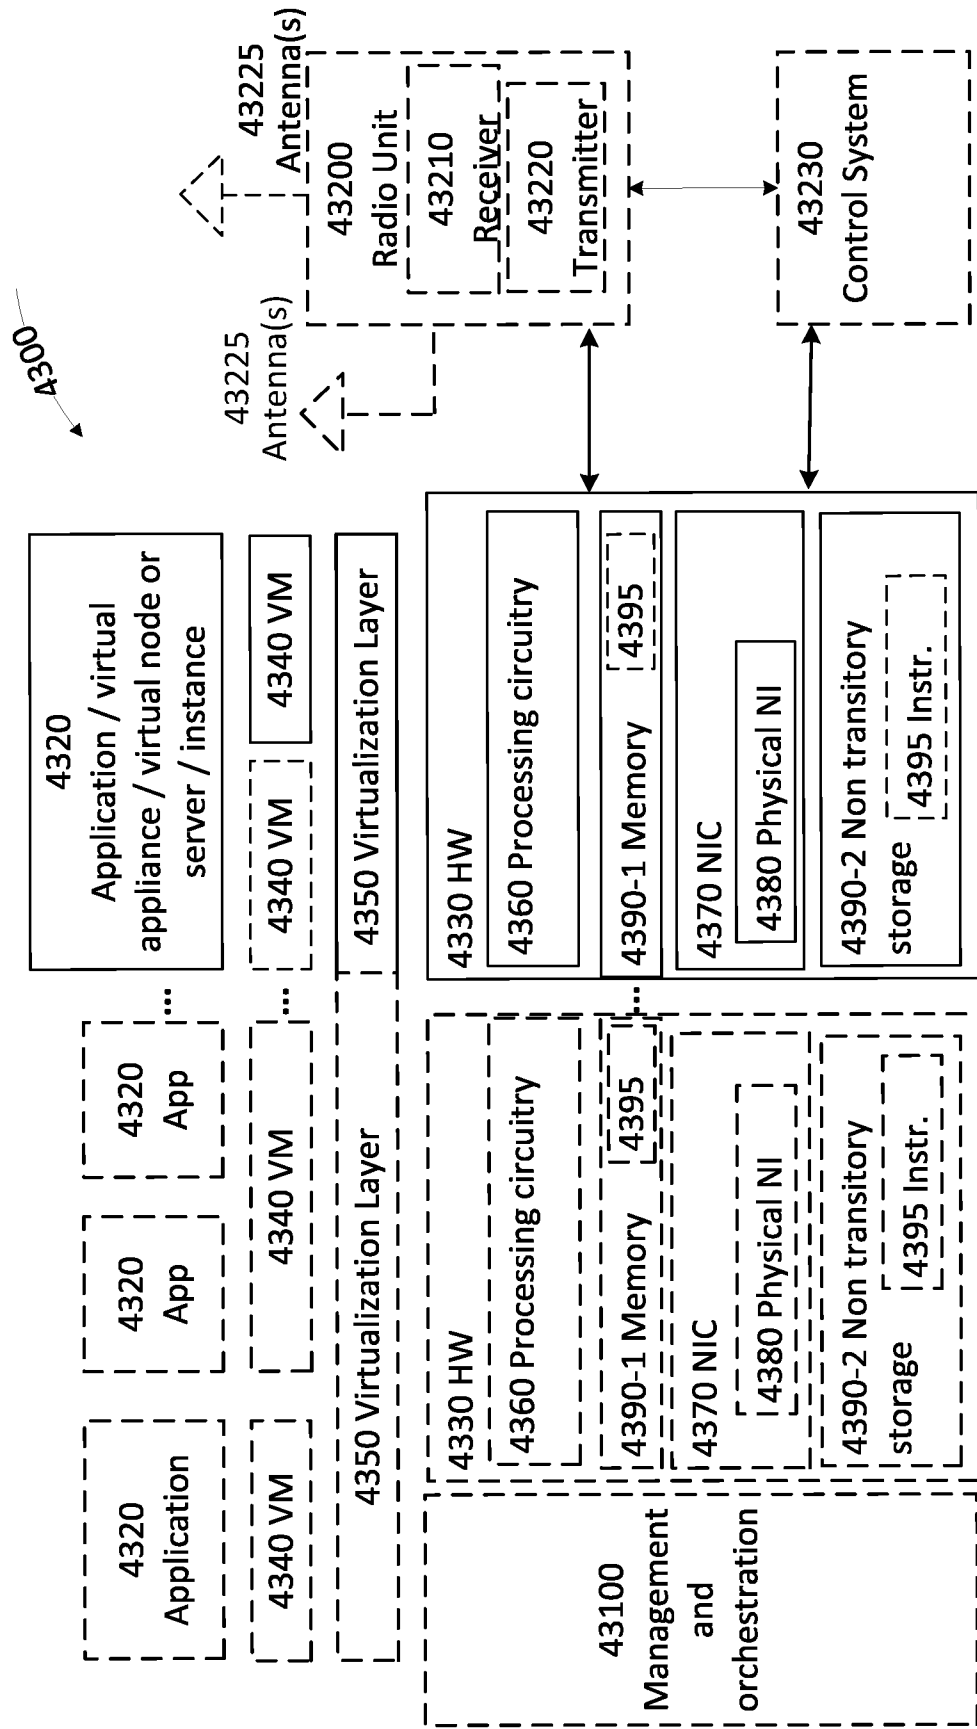 4300
4320
Application
4320
App
4320
App
...
4320
Application / virtual
appliance / virtual node or
server / instance
4340 VM
4340 VM
...
4340 VM
4340 VM
4350 Virtualization Layer
4350 Virtualization Layer
43225
Antenna(s)
43225
Antenna(s)
43100
Management
and
orchestration
4330 HW
4360 Processing circuitry
4390-1 Memory
4395
4370 NIC
4380 Physical NI
4390-2 Non transitory
storage
4395 Instr.
...
4330 HW
4360 Processing circuitry
4390-1 Memory
4395
4370 NIC
4380 Physical NI
4390-2 Non transitory
storage
4395 Instr.
43200
Radio Unit
43210
Receiver
43220
Transmitter
43230
Control System